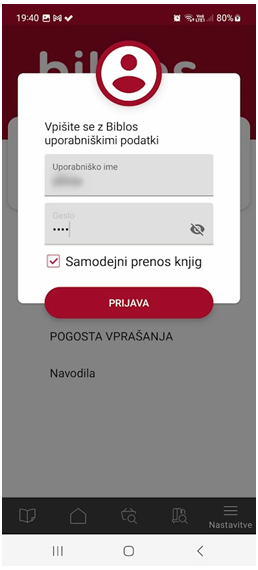 19:40
80%
biblos
Vpišite se z Biblos
uporabniškimi podatki
Uporabniško ime
Geslo
••••
Samodejni prenos knjig
PRIJAVA
POGOSTA VPRAŠANJA
Navodila
Nastavitve